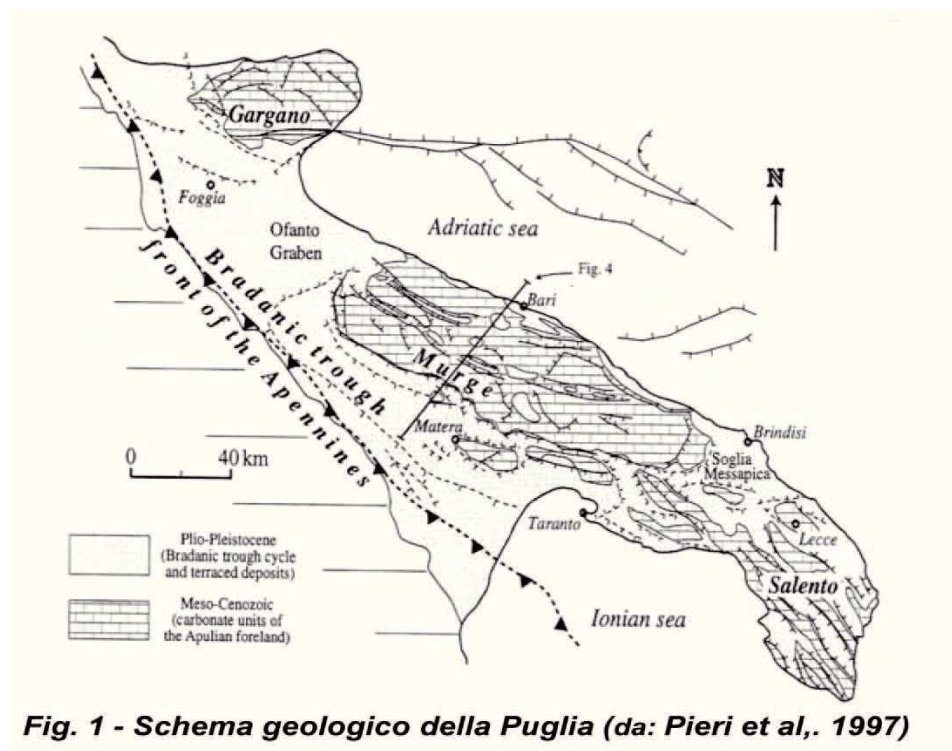 Gargano
Foggia
Ofanto
Graben
Adriatic sea
N
Fig. 4
Bari
Bradanic trough
front of the Apennines
Murge
Matera
0 40 km
Brindisi
Soglia
Messapica
Taranto
Lecce
Salento
Ionian sea
Plio-Pleistocene
(Bradanic trough cycle
and terraced deposits)
Meso-Cenozoic
(carbonate units of
the Apulian foreland)
Fig. 1 - Schema geologico della Puglia (da: Pieri et al,. 1997)